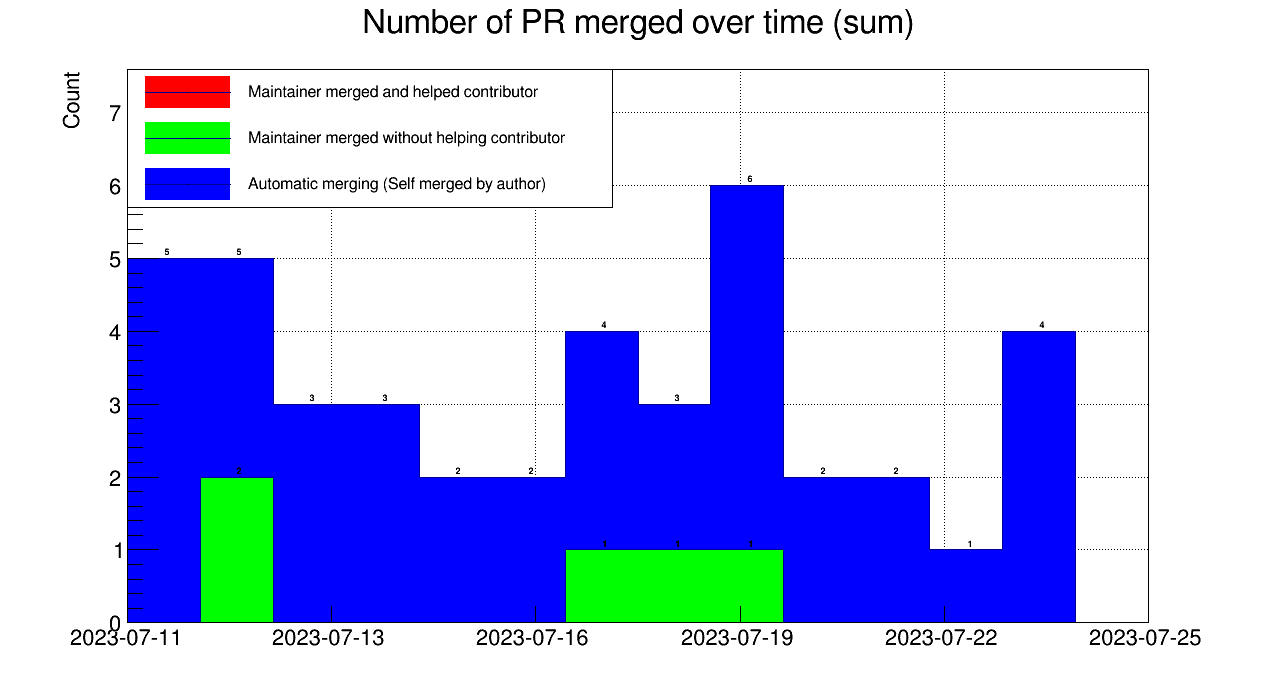 Number of PR merged over time (sum)
Count
Maintainer merged and helped contributor
Maintainer merged without helping contributor
Automatic merging (Self merged by author)
7
6
5
4
3
2
1
0
5 5 3 3 2 2 4 3 6 2 2 1 4
2 1 1 1
2023-07-11 2023-07-13 2023-07-16 2023-07-19 2023-07-22 2023-07-25